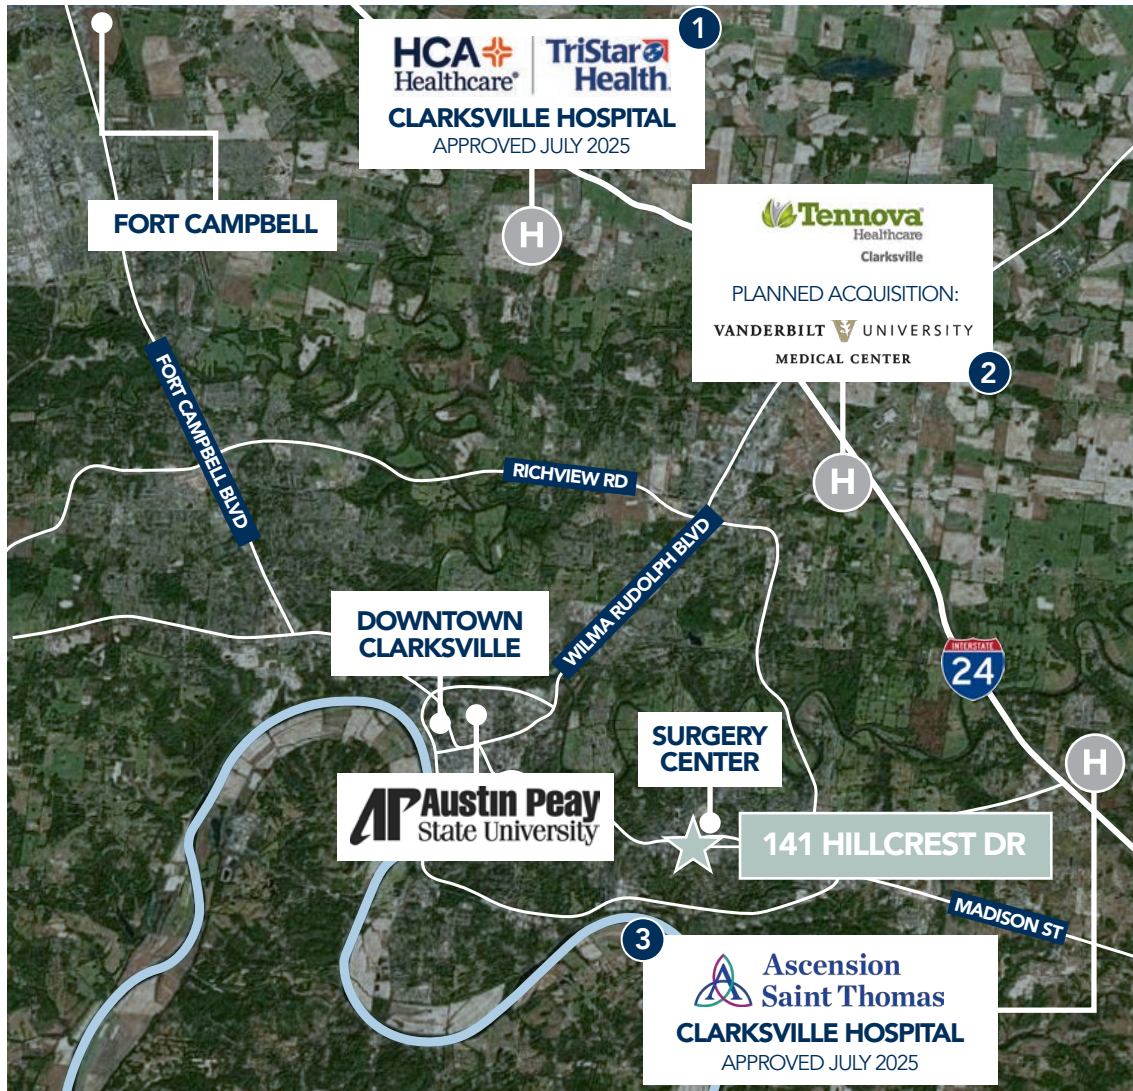 1
HCA
Healthcare®
TriStar
Health.
CLARKSVILLE HOSPITAL
APPROVED JULY 2025
H
FORT CAMPBELL
Tennova
Healthcare
Clarksville
PLANNED ACQUISITION:
VANDERBILT UNIVERSITY
MEDICAL CENTER
2
H
FORT CAMPBELL BLVD
RICHVIEW RD
WILMA RUDOLPH BLVD
DOWNTOWN
CLARKSVILLE
INTERSTATE
24
SURGERY
CENTER
H
AP Austin Peay
State University
141 HILLCREST DR
MADISON ST
3
A
Ascension
Saint Thomas
CLARKSVILLE HOSPITAL
APPROVED JULY 2025